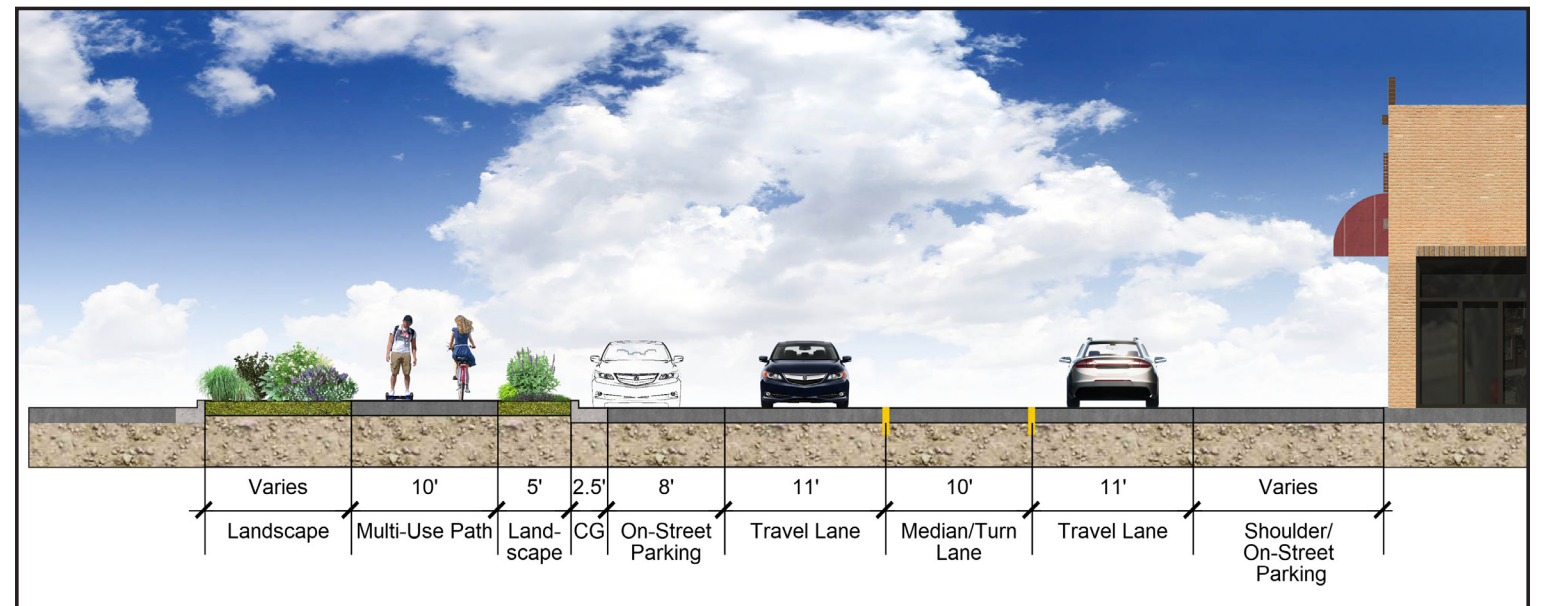 Varies 10' 5' 2.5' 8' 11' 10' 11' Varies
Landscape Multi-Use Path Land- CG On-Street Travel Lane Median/Turn Travel Lane Shoulder/
scape Parking Lane On-Street
Parking